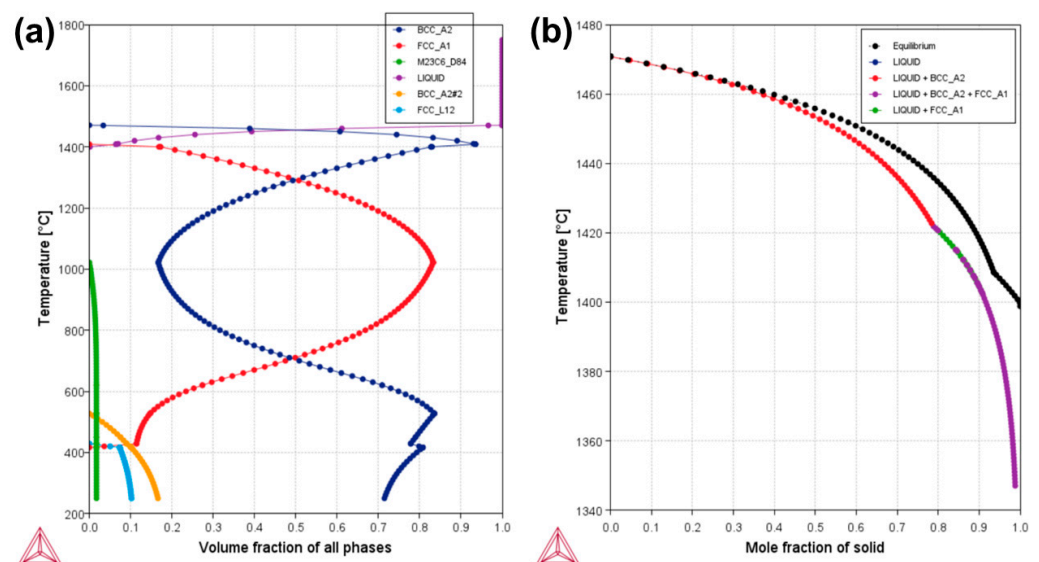 (a)
1800
1600
1400
1200
1000
800
600
400
200
0.0 0.1 0.2 0.3 0.4 0.5 0.6 0.7 0.8 0.9 1.0
Temperature [°C]
Volume fraction of all phases
BCC_A2
FCC_A1
M23C6_D84
LIQUID
BCC_A2#2
FCC_L12
(b)
1480
1460
1440
1420
1400
1380
1360
1340
0.0 0.1 0.2 0.3 0.4 0.5 0.6 0.7 0.8 0.9 1.0
Temperature [°C]
Mole fraction of solid
Equilibrium
LIQUID
LIQUID + BCC_A2
LIQUID + BCC_A2 + FCC_A1
LIQUID + FCC_A1